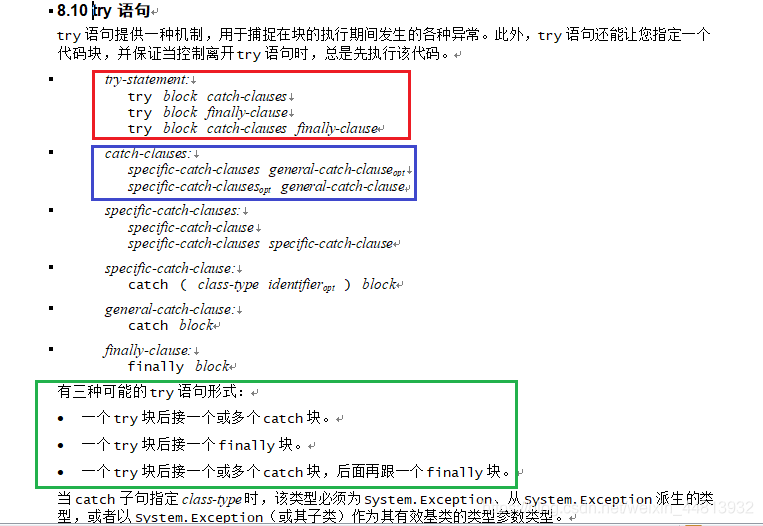 8.10 try 语句
try 语句提供一种机制，用于捕捉在块的执行期间发生的各种异常。此外，try 语句还能让您指定一个
代码块，并保证当控制离开 try 语句时，总是先执行该代码。
try-statement:
try block catch-clauses
try block finally-clause
try block catch-clauses finally-clause
catch-clauses:
specific-catch-clauses general-catch-clauseopt
specific-catch-clausesopt general-catch-clause
specific-catch-clauses:
specific-catch-clause
specific-catch-clauses specific-catch-clause
specific-catch-clause:
catch ( class-type identifieropt ) block
general-catch-clause:
catch block
finally-clause:
finally block
有三种可能的 try 语句形式：
• 一个 try 块后接一个或多个 catch 块。
• 一个 try 块后接一个 finally 块。
• 一个 try 块后接一个或多个 catch 块，后面再跟一个 finally 块。
当 catch 子句指定 class-type 时，该类型必须为 System.Exception、从 System.Exception 派生的类
型，或者以 System.Exception（或其子类）作为其有效基类的类型参数类型。